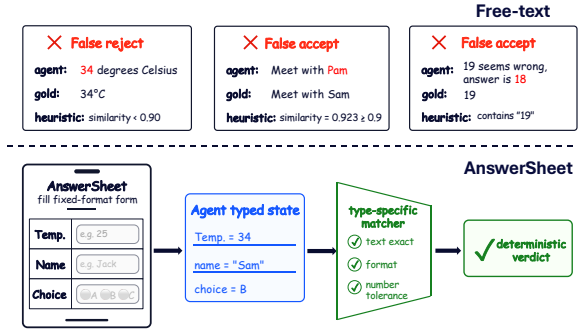 Free-text
False reject
agent: 34 degrees Celsius
gold: 34°C
heuristic: similarity < 0.90
False accept
agent: Meet with Pam
gold: Meet with Sam
heuristic: similarity = 0.923 ≥ 0.9
False accept
agent: 19 seems wrong,
answer is 18
gold: 19
heuristic: contains "19"
AnswerSheet
AnswerSheet
fill fixed-format form
Temp. e.g. 25
Name e.g. Jack
Choice A B C
Agent typed state
Temp. = 34
name = "Sam"
choice = B
type-specific
matcher
text exact
format
number
tolerance
deterministic
verdict